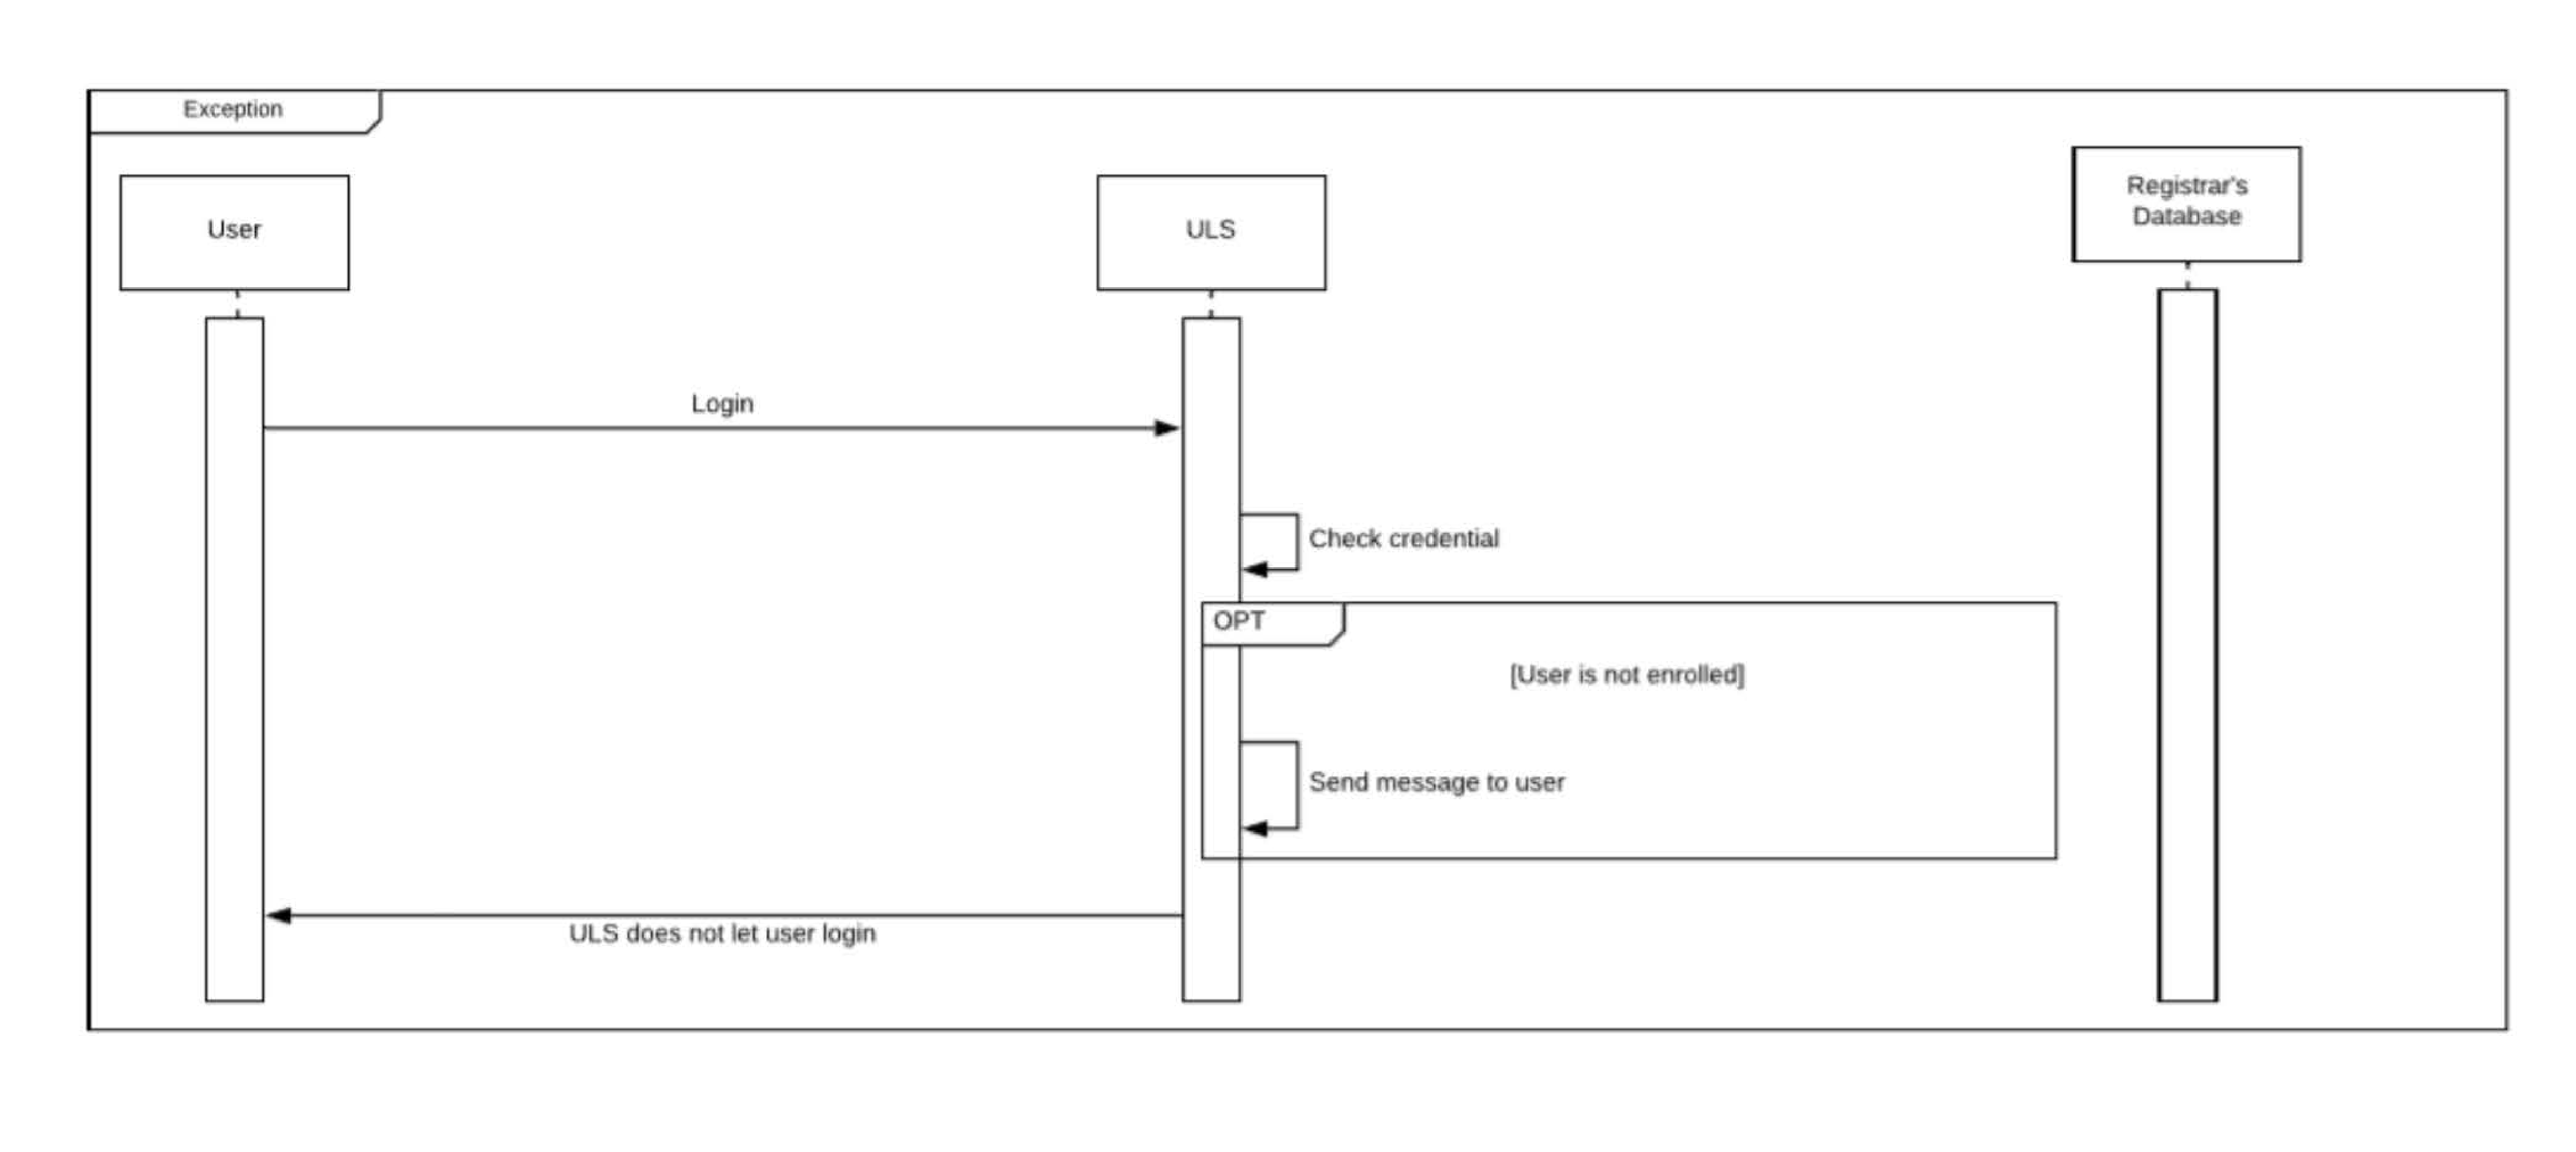 Exception
User
ULS
Registrar's
Database
Login
Check credential
OPT
[User is not enrolled]
Send message to user
ULS does not let user login